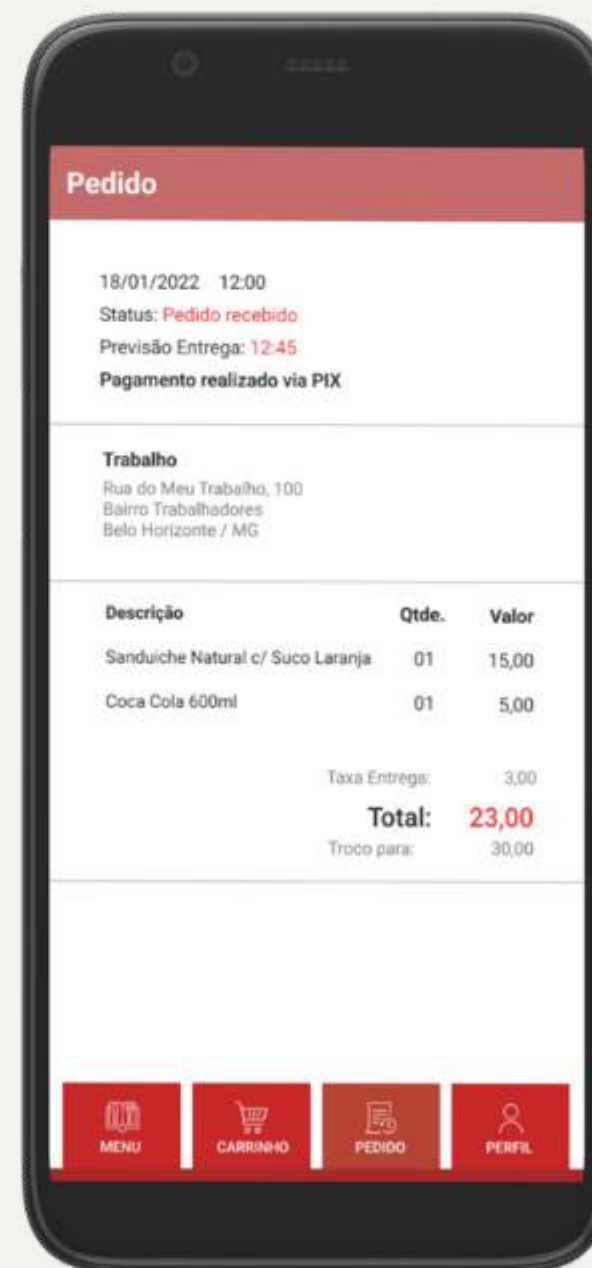 Pedido
18/01/2022 12:00
Status: Pedido recebido
Previsão Entrega: 12:45
Pagamento realizado via PIX
Trabalho
Rua do Meu Trabalho, 100
Bairro Trabalhadores
Belo Horizonte / MG
Descrição Qtde. Valor
Sanduiche Natural c/ Suco Laranja 01 15,00
Coca Cola 600ml 01 5,00
Taxa Entrega: 3,00
Total: 23,00
Troco para: 30,00
MENU CARRINHO PEDIDO PERFIL